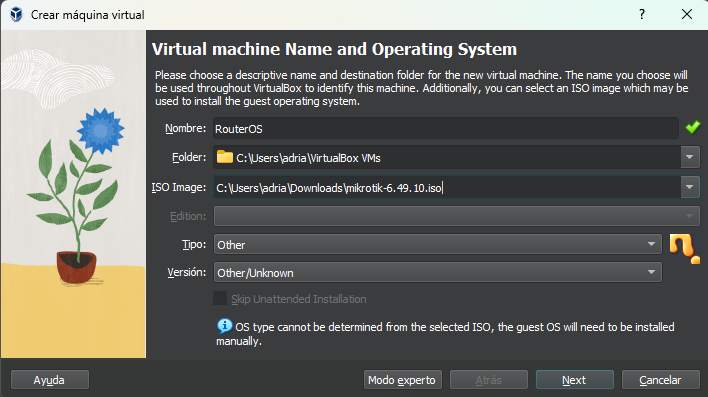 Crear máquina virtual
?
Virtual machine Name and Operating System
Please choose a descriptive name and destination folder for the new virtual machine. The name you choose will
be used throughout VirtualBox to identify this machine. Additionally, you can select an ISO image which may be
used to install the guest operating system.
Nombre: RouterOS
Folder: C:\Users\adria\VirtualBox VMs
ISO Image: C:\Users\adria\Downloads\mikrotik-6.49.10.iso
Edition:
Tipo: Other
Versión: Other/Unknown
Skip Unattended Installation
OS type cannot be determined from the selected ISO, the guest OS will need to be installed
manually.
Ayuda Modo experto Atrás Next Cancelar